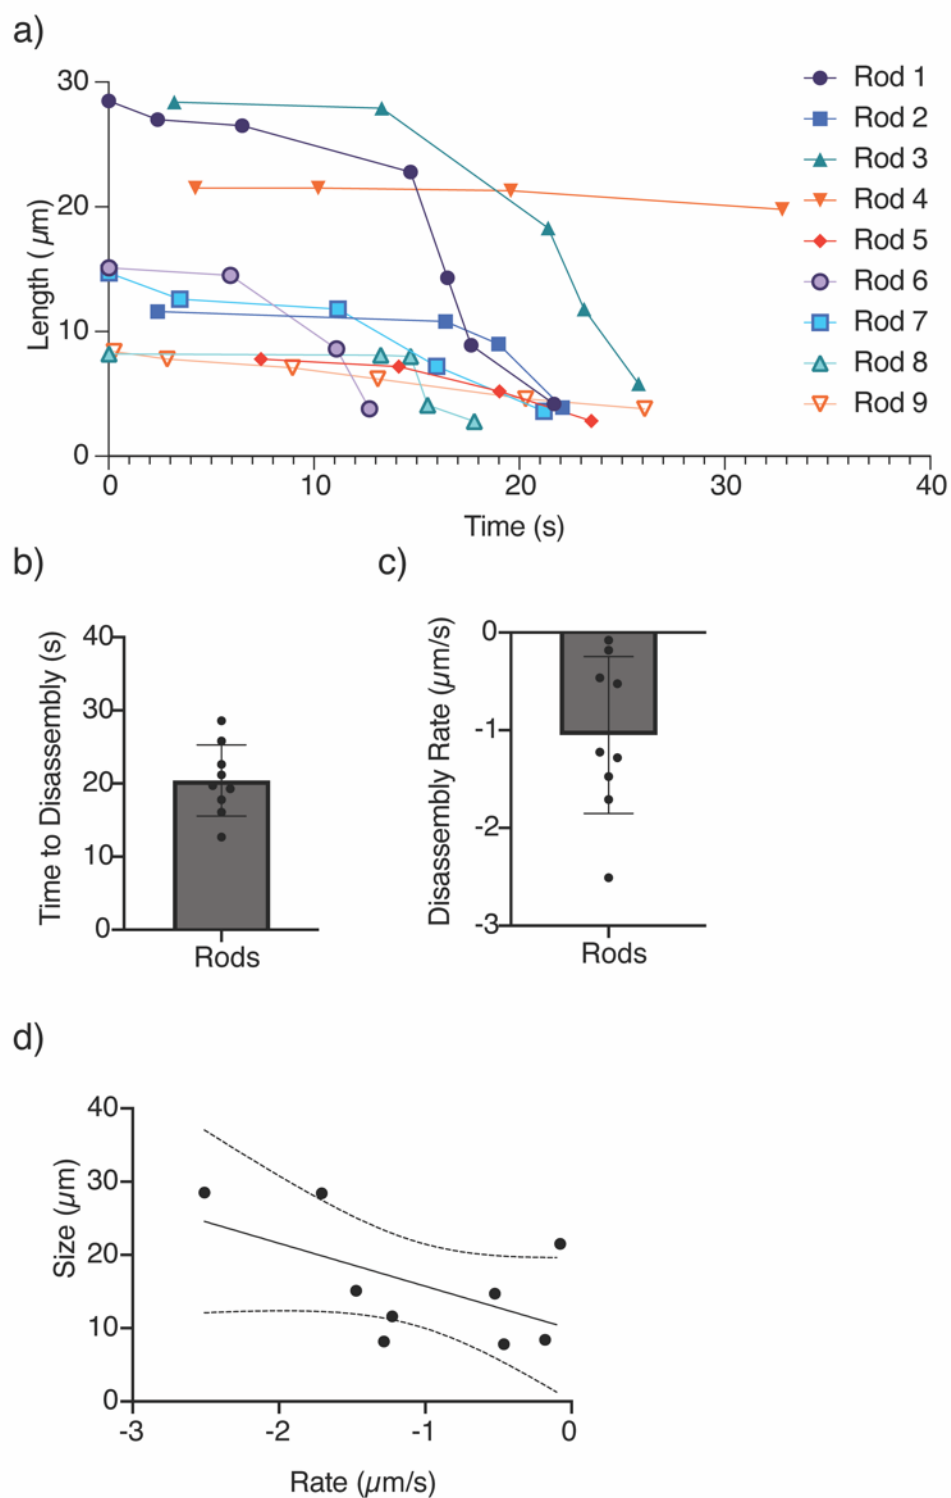 a)
30
20
10
0
Length ( µm)
0 10 20 30 40
Time (s)
Rod 1
Rod 2
Rod 3
Rod 4
Rod 5
Rod 6
Rod 7
Rod 8
Rod 9
b)
40
30
20
10
0
Time to Disassembly (s)
Rods
c)
0
-1
-2
-3
Disassembly Rate (µm/s)
Rods
d)
40
30
20
10
0
Size (µm)
-3 -2 -1 0
Rate (µm/s)